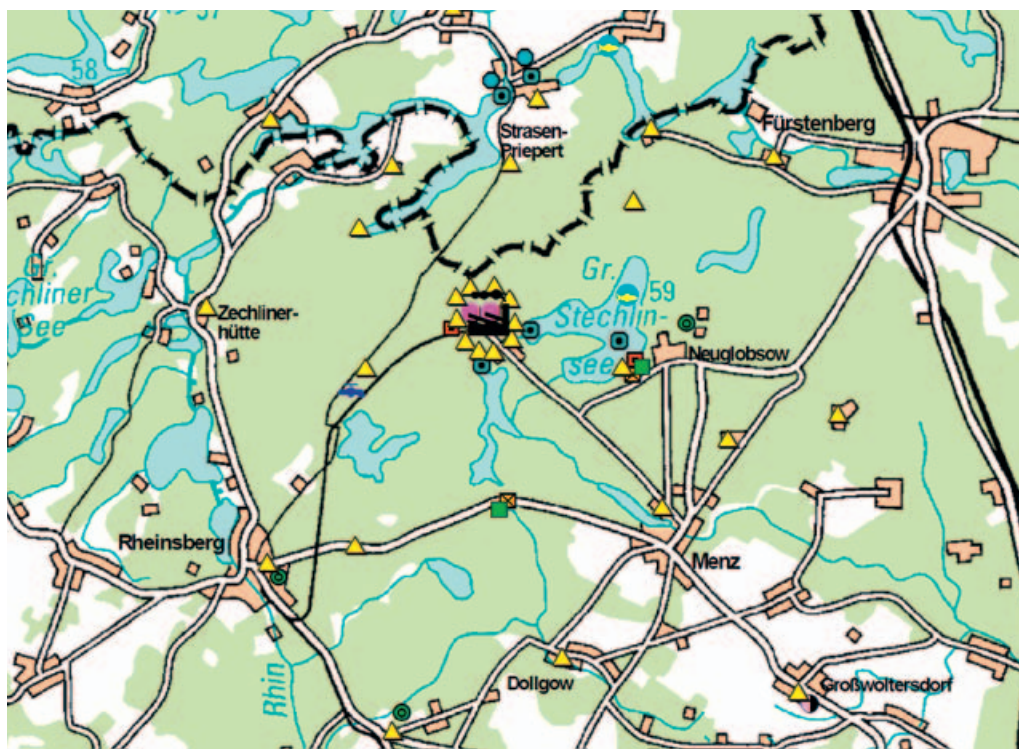 58
Strasen-
Priepert
Fürstenberg
Gr.
59
Stechlin-
see
Gr.
chliner
see
Zechliner-
hütte
Neuglobsow
Rheinsberg
Menz
Rhin
Dollgow
Großwoltersdorf